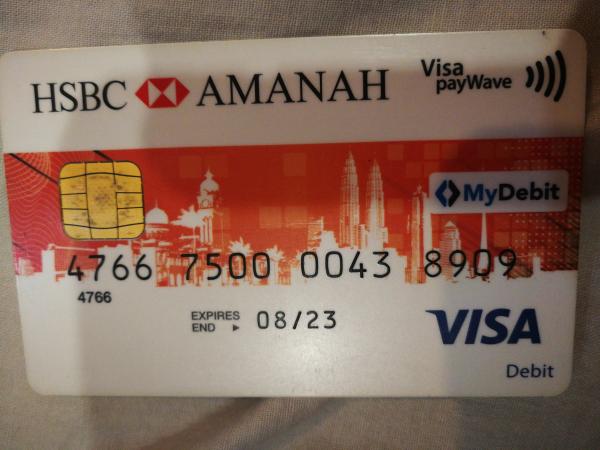 HSBC AMANAH
Visa payWave
MyDebit
4766 7500 0043 8909
4766
EXPIRES END 08/23
VISA
Debit